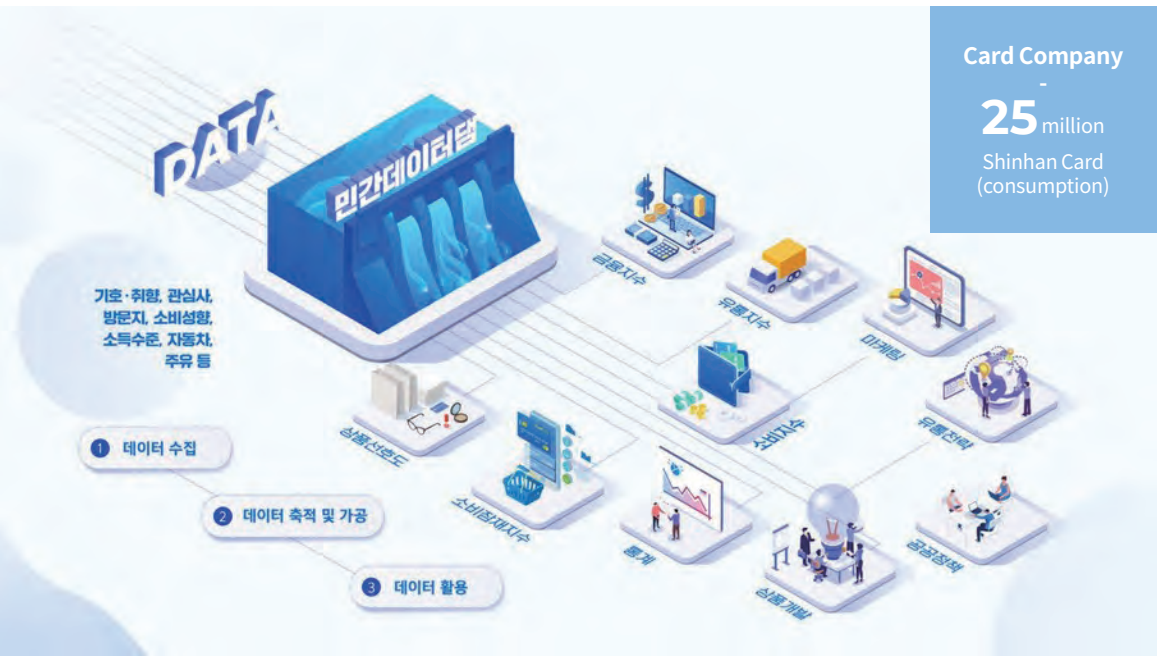 Card Company
-
25 million
Shinhan Card
(consumption)
DATA
민간데이터댐
기호·취향, 관심사,
방문지, 소비성향,
소득수준, 자동차,
주유 등
금융지수
유통지수
마케팅
상품선호도
소비지수
유통전략
소비잠재지수
통계
상품개발
공공정책
1 데이터 수집
2 데이터 축적 및 가공
3 데이터 활용